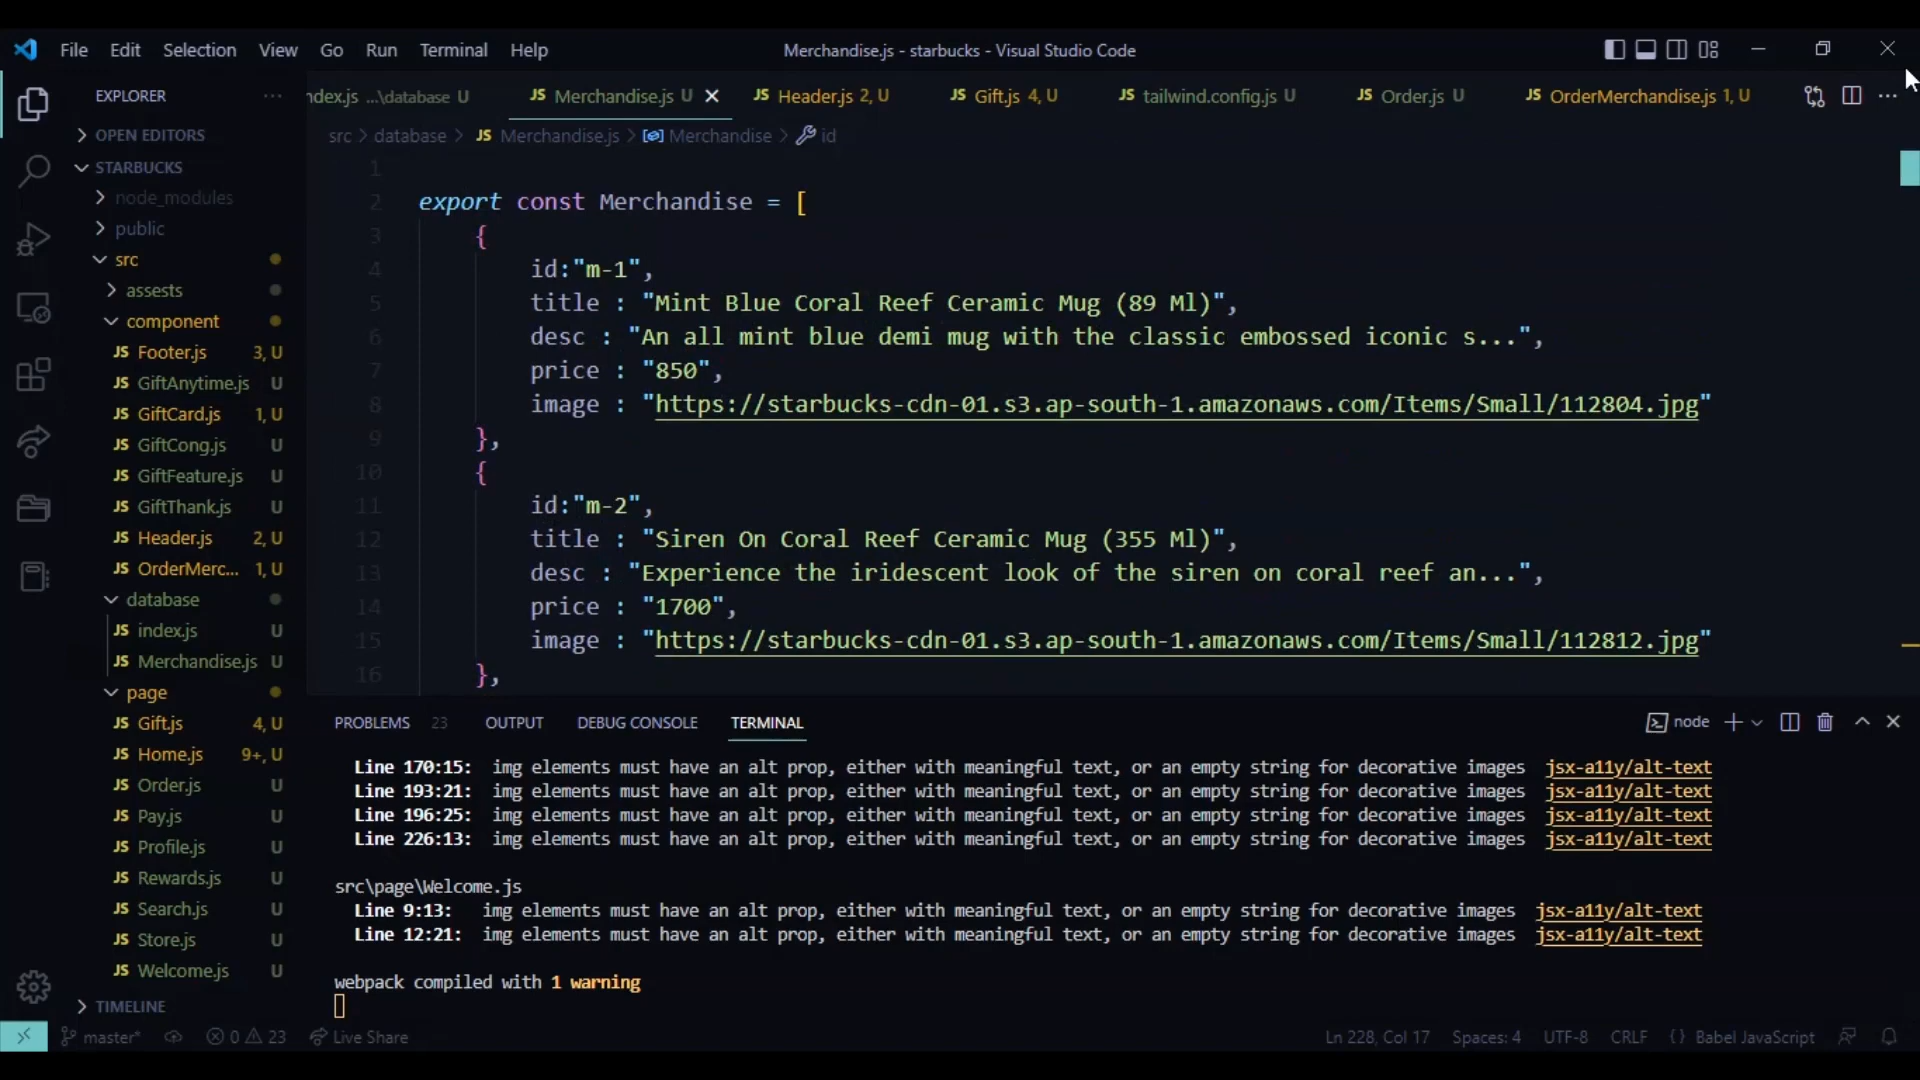 File Edit Selection View Go Run Terminal Help
Merchandise.js - starbucks - Visual Studio Code
EXPLORER
ndex.js ...\database U
JS Merchandise.js U
JS Header.js 2, U
JS Gift.js 4, U
JS tailwind.config.js U
JS Order.js U
JS OrderMerchandise.js 1, U
OPEN EDITORS
STARBUCKS
node_modules
public
src
assests
component
JS Footer.js 3, U
JS GiftAnytime.js U
JS GiftCard.js 1, U
JS GiftCong.js U
JS GiftFeature.js U
JS GiftThank.js U
JS Header.js 2, U
JS OrderMerc... 1, U
database
JS index.js U
JS Merchandise.js U
page
JS Gift.js 4, U
JS Home.js 9+, U
JS Order.js U
JS Pay.js U
JS Profile.js U
JS Rewards.js U
JS Search.js U
JS Store.js U
JS Welcome.js U
TIMELINE
src > database > JS Merchandise.js > Merchandise > id
1
2 export const Merchandise = [
3 {
4 id:"m-1",
5 title : "Mint Blue Coral Reef Ceramic Mug (89 Ml)",
6 desc : "An all mint blue demi mug with the classic embossed iconic s...",
7 price : "850",
8 image : "https://starbucks-cdn-01.s3.ap-south-1.amazonaws.com/Items/Small/112804.jpg"
9 },
10 {
11 id:"m-2",
12 title : "Siren On Coral Reef Ceramic Mug (355 Ml)",
13 desc : "Experience the iridescent look of the siren on coral reef an...",
14 price : "1700",
15 image : "https://starbucks-cdn-01.s3.ap-south-1.amazonaws.com/Items/Small/112812.jpg"
16 },
PROBLEMS 23 OUTPUT DEBUG CONSOLE TERMINAL
node
Line 170:15: img elements must have an alt prop, either with meaningful text, or an empty string for decorative images jsx-a11y/alt-text
Line 193:21: img elements must have an alt prop, either with meaningful text, or an empty string for decorative images jsx-a11y/alt-text
Line 196:25: img elements must have an alt prop, either with meaningful text, or an empty string for decorative images jsx-a11y/alt-text
Line 226:13: img elements must have an alt prop, either with meaningful text, or an empty string for decorative images jsx-a11y/alt-text
src\page\Welcome.js
Line 9:13: img elements must have an alt prop, either with meaningful text, or an empty string for decorative images jsx-a11y/alt-text
Line 12:21: img elements must have an alt prop, either with meaningful text, or an empty string for decorative images jsx-a11y/alt-text
webpack compiled with 1 warning
master* 0 23 Live Share
Ln 228, Col 17 Spaces: 4 UTF-8 CRLF {} Babel JavaScript